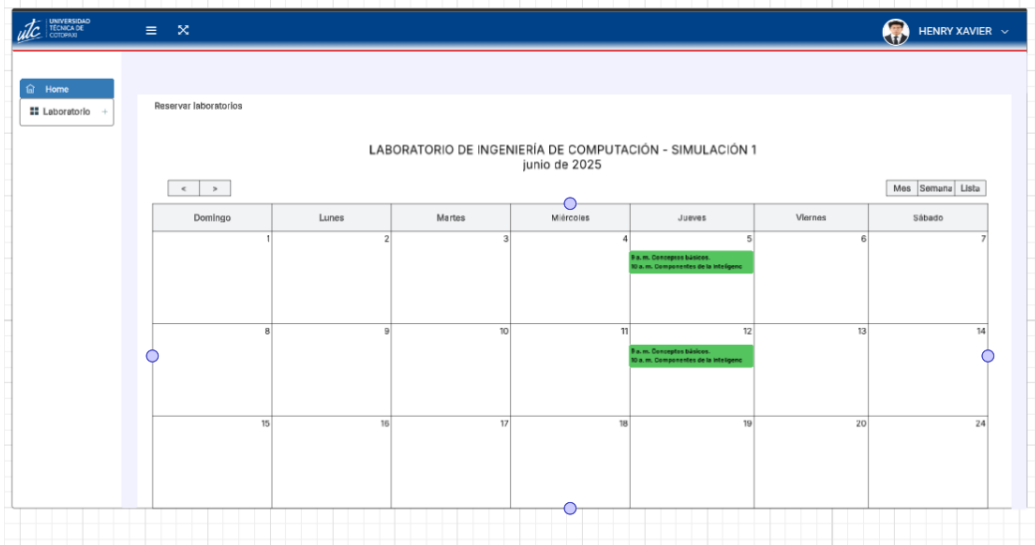 utc
UNIVERSIDAD
TÉCNICA DE
COTOPAXI
HENRY XAVIER
Home
Laboratorio +
Reservar laboratorios
LABORATORIO DE INGENIERÍA DE COMPUTACIÓN - SIMULACIÓN 1
junio de 2025
< >
Mes Semana Lista
Domingo Lunes Martes Miércoles Jueves Viernes Sábado
1 2 3 4 5 6 7
9 a. m. Conceptos básicos.
10 a. m. Componentes de la inteligenc
8 9 10 11 12 13 14
9 a. m. Conceptos básicos.
10 a. m. Componentes de la inteligenc
15 16 17 18 19 20 24